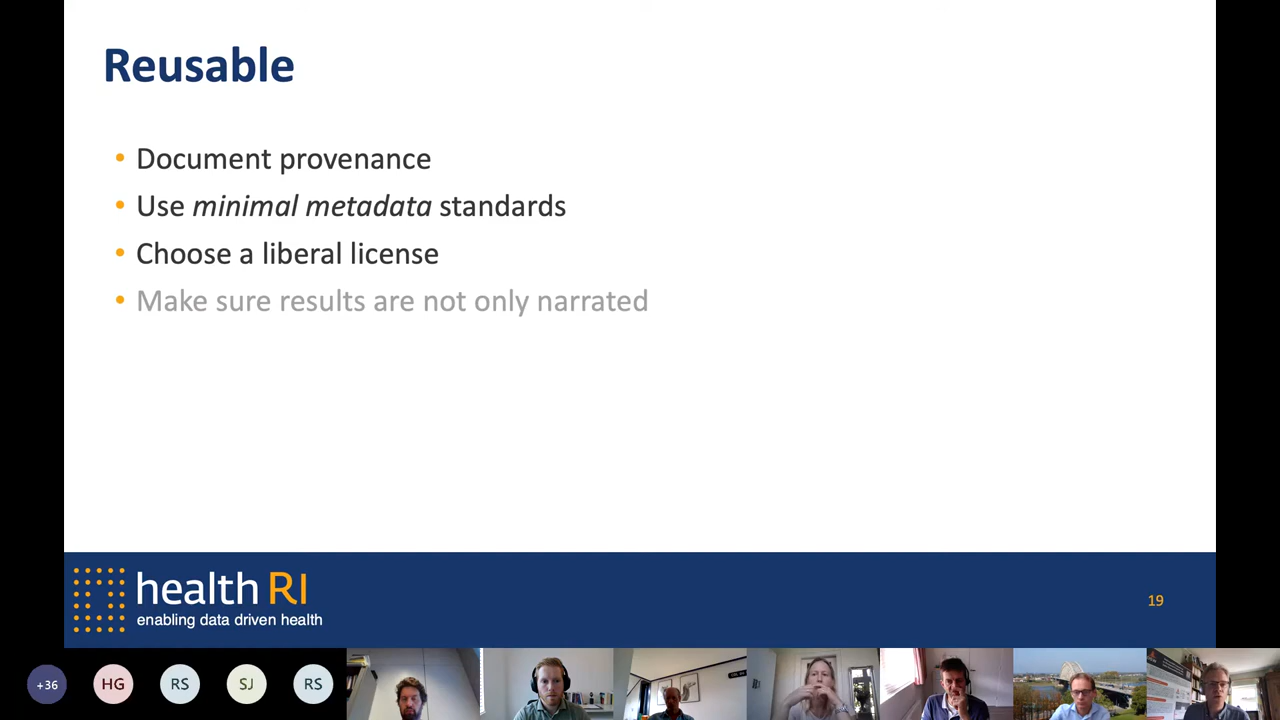 Reusable
• Document provenance
• Use minimal metadata standards
• Choose a liberal license
• Make sure results are not only narrated
health RI
enabling data driven health
19
+36
HG
RS
SJ
RS